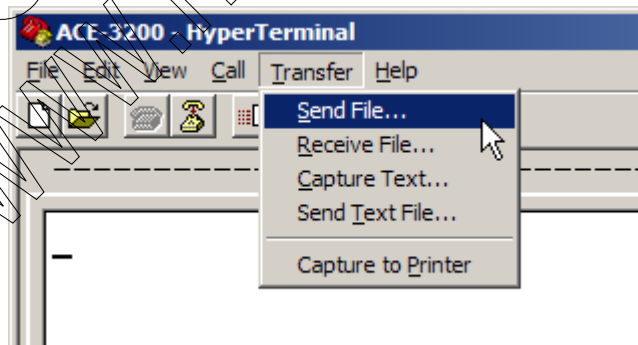 ACE-3200 - HyperTerminal
File Edit View Call Transfer Help
Send File...
Receive File...
Capture Text...
Send Text File...
Capture to Printer